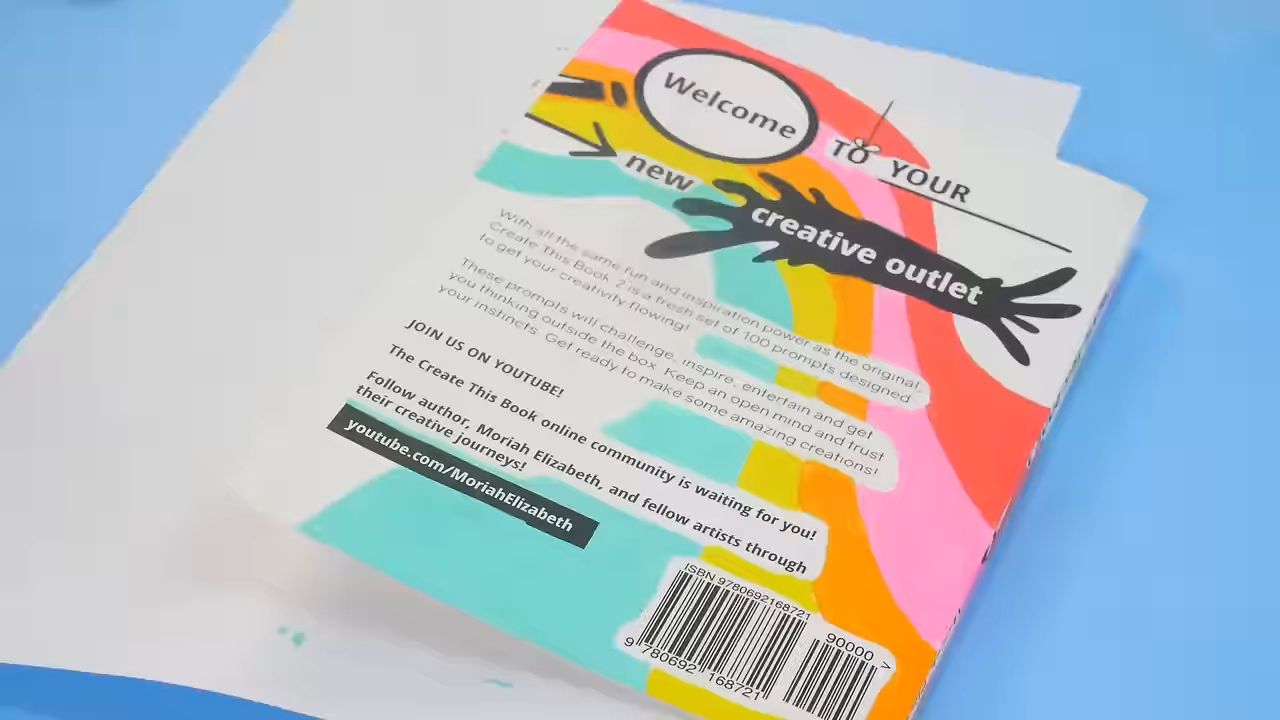 Welcome
TO YOUR
new
creative outlet
With all the same fun and inspiration power as the original,
Create This Book 2 is a fresh set of 100 prompts designed
to get your creativity flowing!
These prompts will challenge, inspire, entertain and get
you thinking outside the box. Keep an open mind and trust
your instincts. Get ready to make some amazing creations!
JOIN US ON YOUTUBE!
The Create This Book online community is waiting for you!
Follow author, Moriah Elizabeth, and fellow artists through
their creative journeys!
youtube.com/MoriahElizabeth
ISBN 9780692168721
90000 >
9 780692 168721